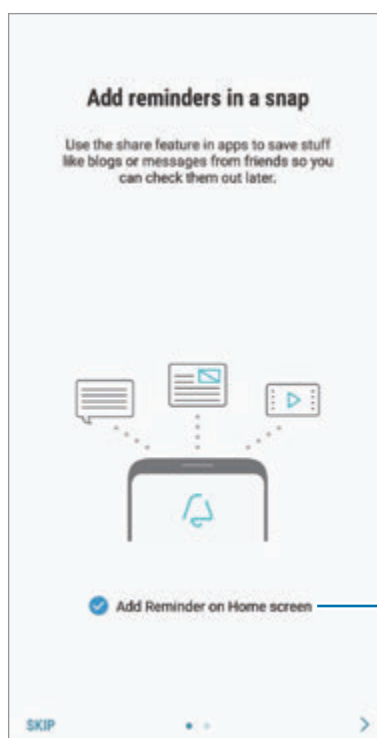 Add reminders in a snap
Use the share feature in apps to save stuff
like blogs or messages from friends so you
can check them out later.
Add Reminder on Home screen
SKIP